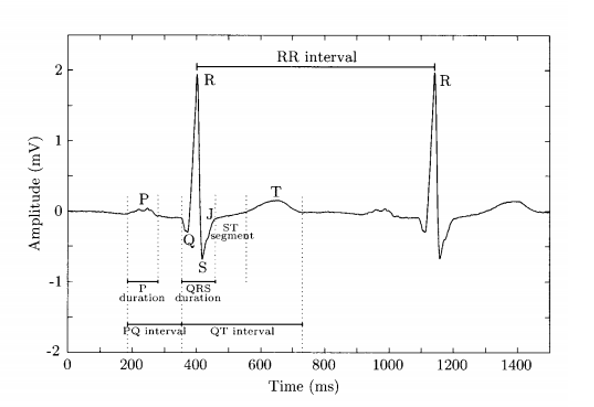 RR interval
2
R
R
1
Amplitude (mV)
P
T
0
J
ST
segment
Q
S
-1
P
duration
QRS
duration
PQ interval
QT interval
-2
0
200
400
600
800
1000
1200
1400
Time (ms)